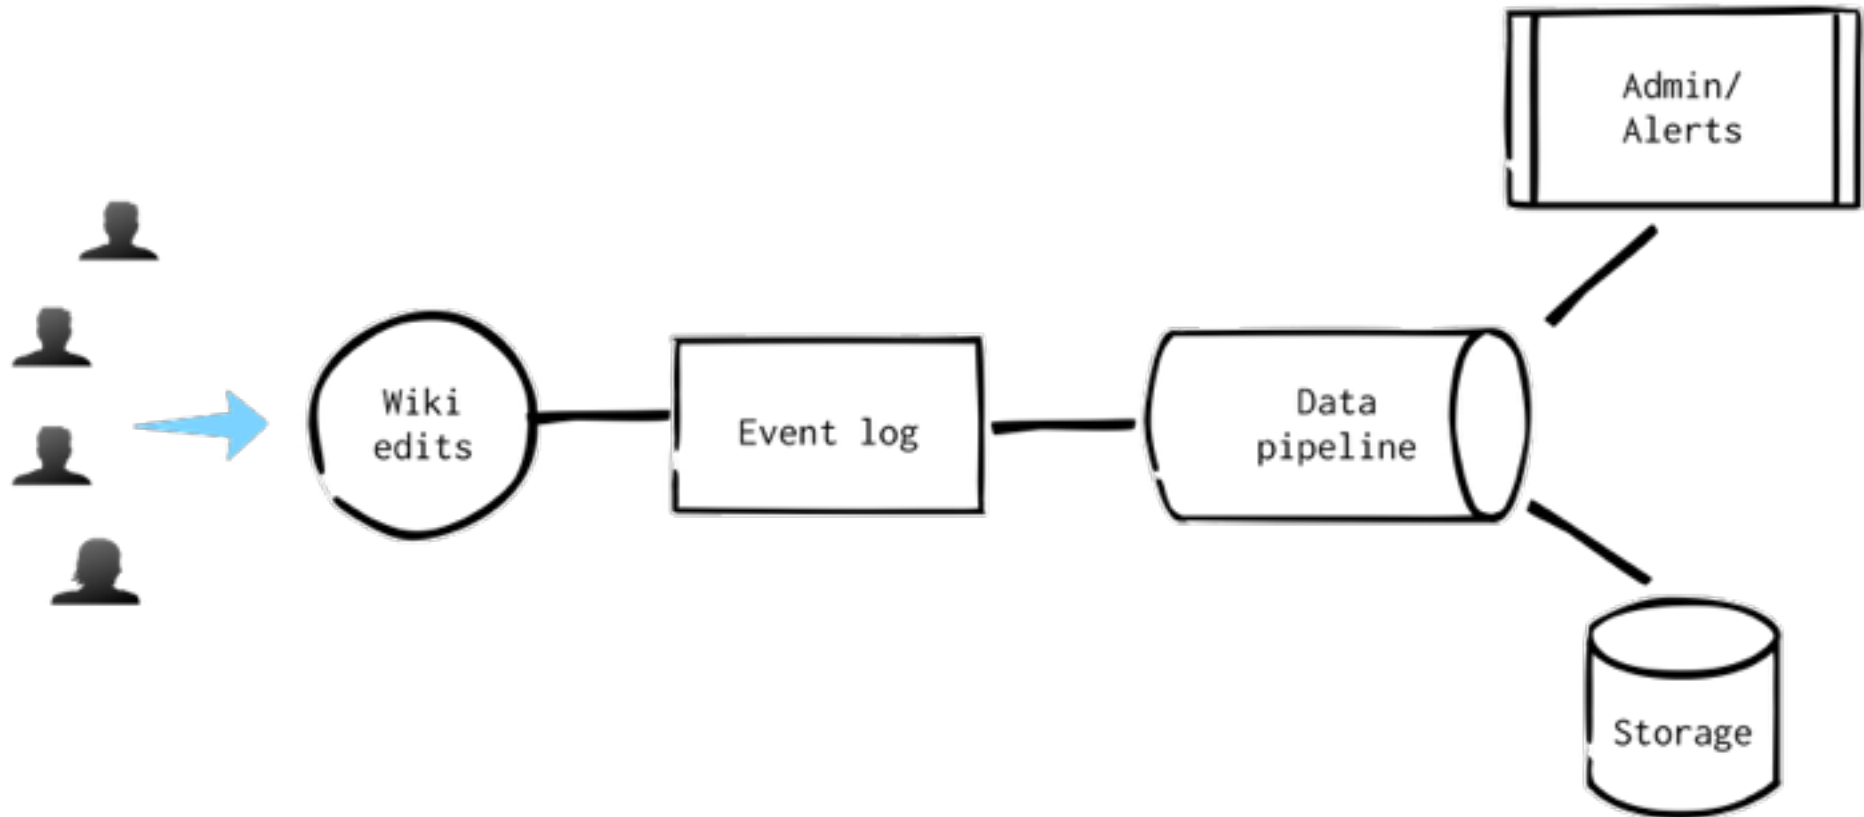 Wiki
edits
Event log
Data
pipeline
Admin/
Alerts
Storage